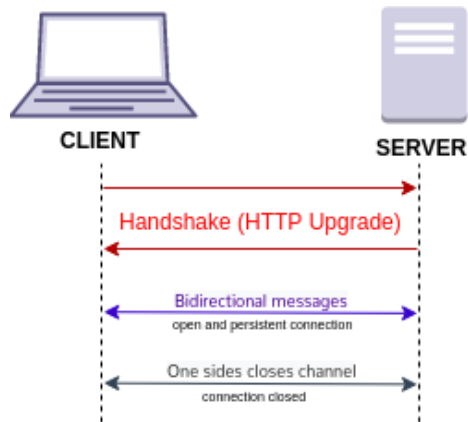 CLIENT
SERVER
Handshake (HTTP Upgrade)
Bidirectional messages
open and persistent connection
One sides closes channel
connection closed